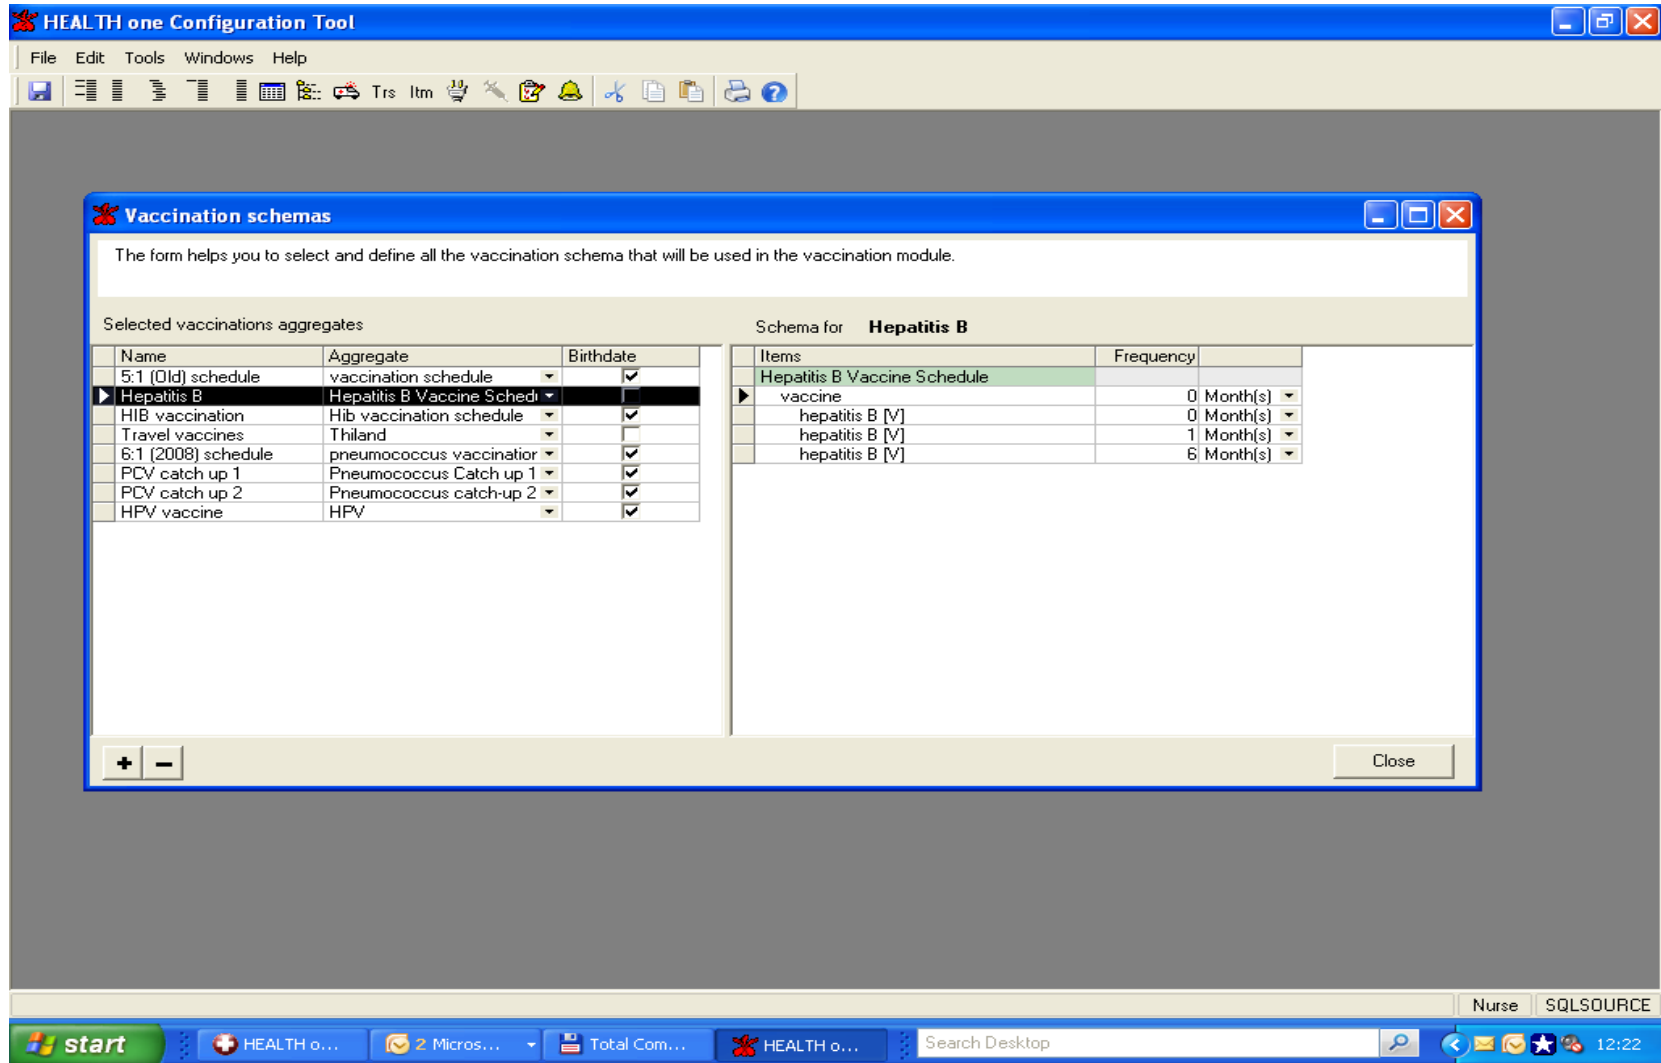 HEALTH one Configuration Tool
File Edit Tools Windows Help
Trs Itm
Vaccination schemas
The form helps you to select and define all the vaccination schema that will be used in the vaccination module.
Selected vaccinations aggregates
Schema for Hepatitis B
Name Aggregate Birthdate
5:1 (Old) schedule vaccination schedule
Hepatitis B Hepatitis B Vaccine Schedu
HIB vaccination Hib vaccination schedule
Travel vaccines Thiland
6:1 (2008) schedule pneumococcus vaccination
PCV catch up 1 Pneumococcus Catch up 1
PCV catch up 2 Pneumococcus catch-up 2
HPV vaccine HPV
Items Frequency
Hepatitis B Vaccine Schedule
vaccine 0 Month(s)
hepatitis B [V] 0 Month(s)
hepatitis B [V] 1 Month(s)
hepatitis B [V] 6 Month(s)
+ −
Close
Nurse SQLSOURCE
start HEALTH o... 2 Micros... Total Com... HEALTH o... Search Desktop 12:22